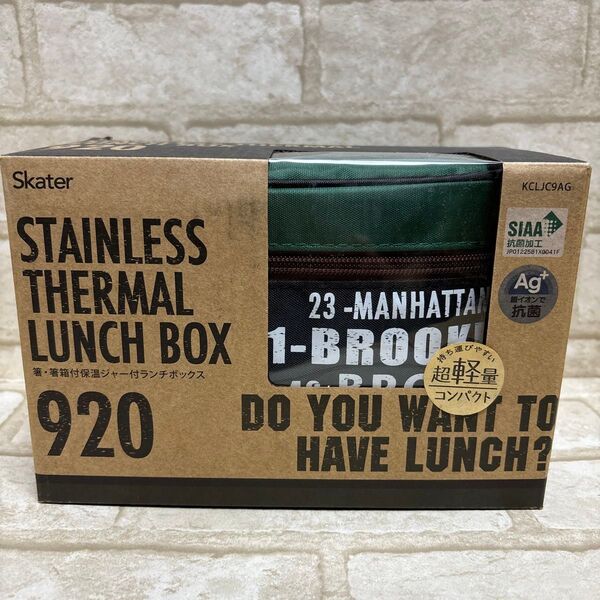 920
Skater
STAINLESS
THERMAL
LUNCH BOX
箸・箸箱付保温ジャー付ランチボックス
920
KCLJC9AG
SIAA
抗菌加工
JP0122581X0041F
Ag+
銀イオンで
抗菌
23 -MANHATTAN
1-BROOK
持ち運びやすい
超軽量
コンパクト
DO YOU WANT TO
HAVE LUNCH?